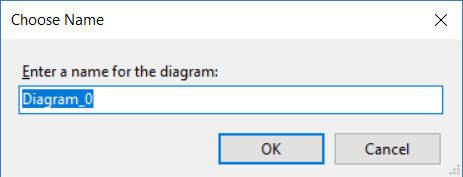 Choose Name
Enter a name for the diagram:
Diagram_0
OK
Cancel